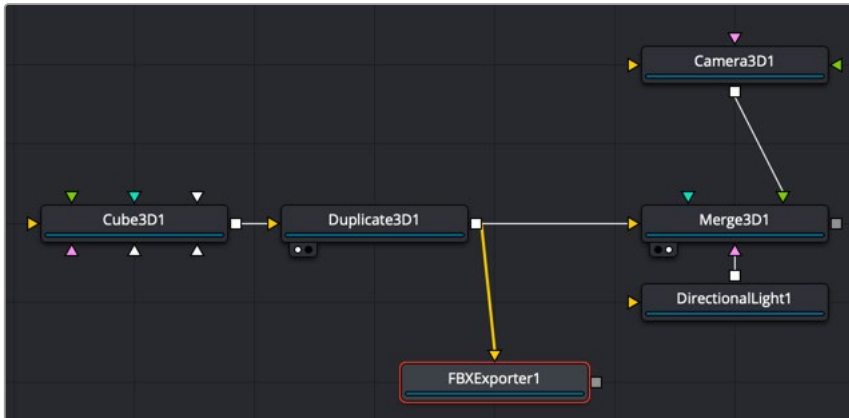 Camera3D1
Cube3D1
Duplicate3D1
Merge3D1
DirectionalLight1
FBXExporter1